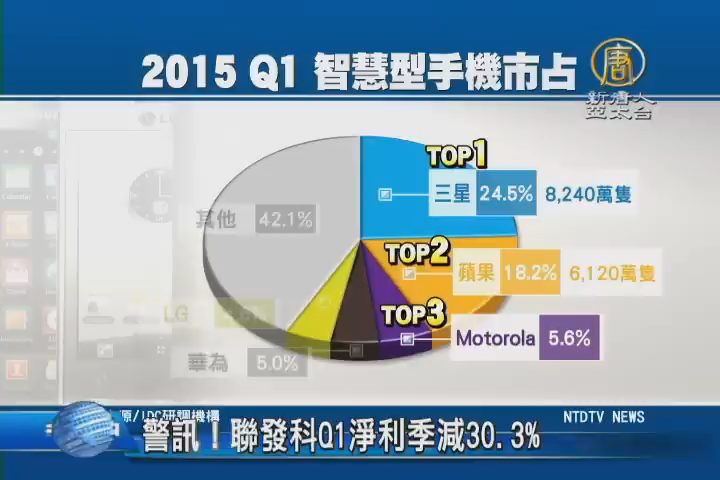 2015 Q1 智慧型手機市占
唐
新唐人
亞太台
TOP1
三星 24.5% 8,240萬隻
其他 42.1%
TOP2
蘋果 18.2% 6,120萬隻
TOP3
LG
Motorola 5.6%
華為 5.0%
源/IDC研調機構
NTDTV NEWS
警訊！聯發科Q1淨利季減30.3%